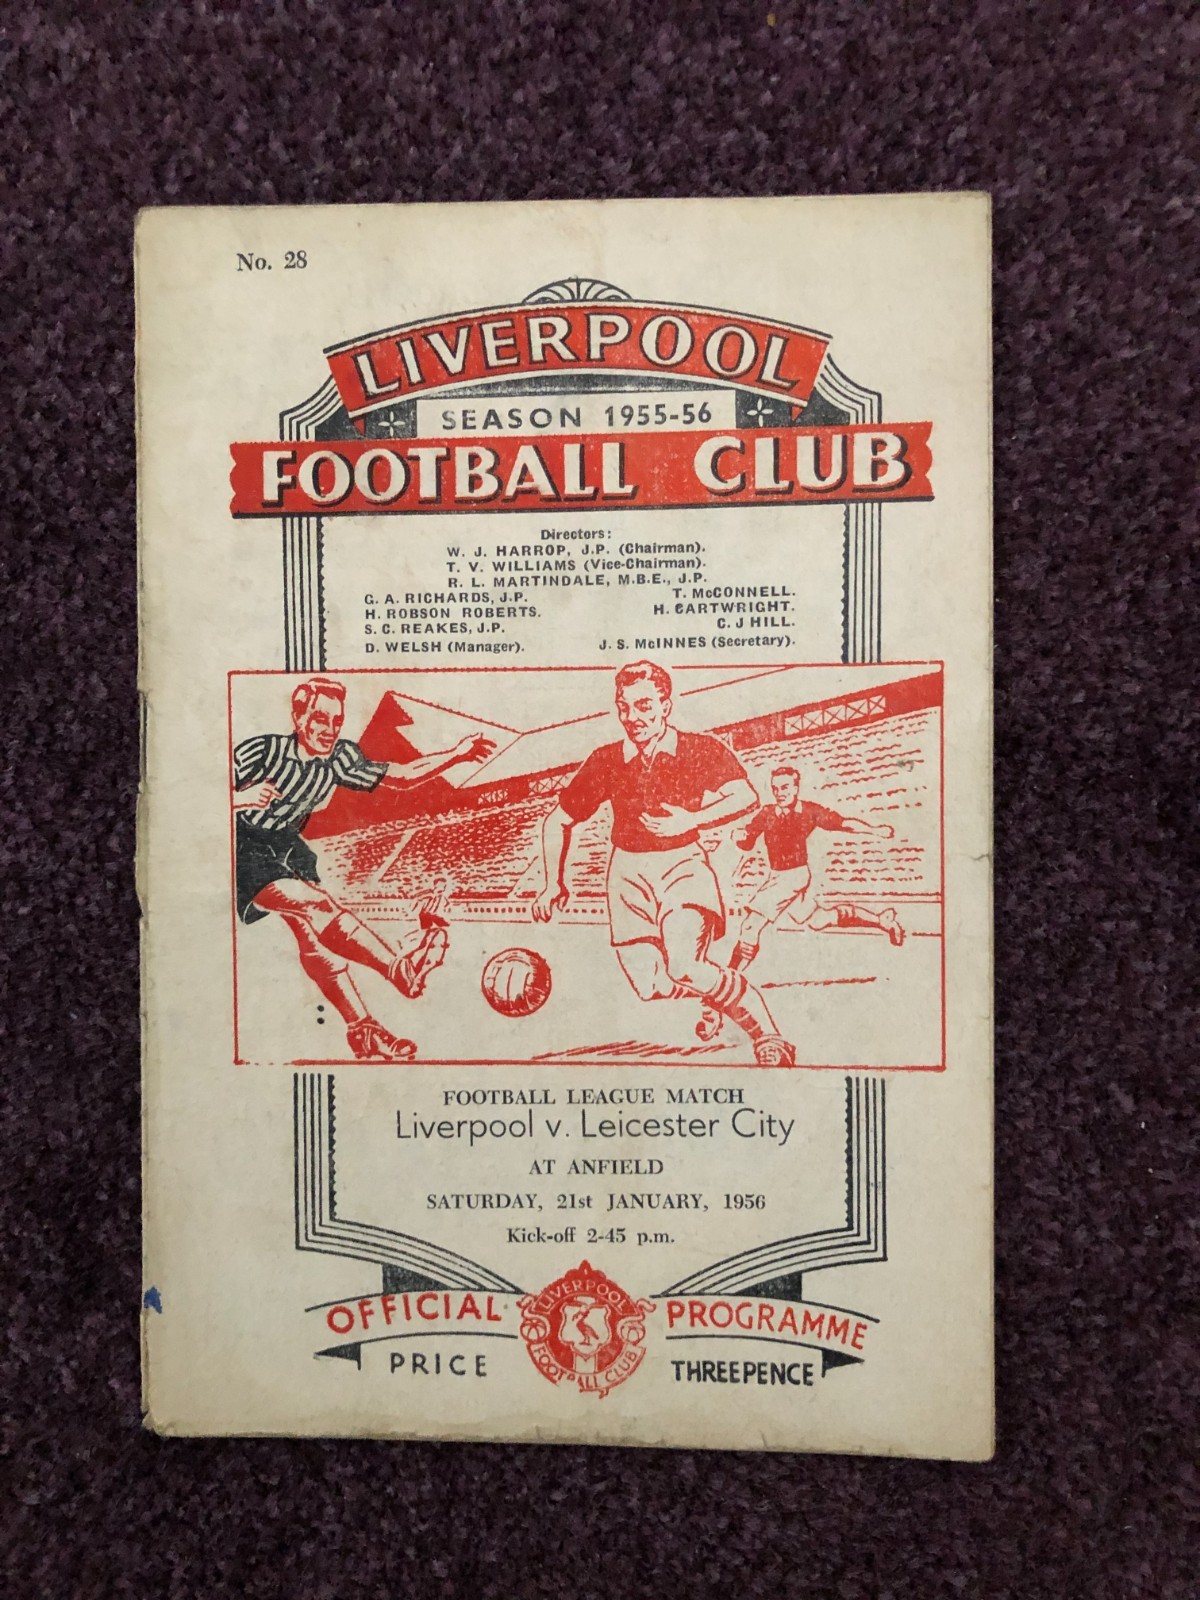 No. 28
LIVERPOOL
SEASON 1955-56
FOOTBALL CLUB
Directors:
W. J. HARROP, J.P. (Chairman).
T. V. WILLIAMS (Vice-Chairman).
R. L. MARTINDALE, M.B.E., J.P.
G. A. RICHARDS, J.P. T. McCONNELL.
H. ROBSON ROBERTS. H. CARTWRIGHT.
S. C. REAKES, J.P. C. J HILL.
D. WELSH (Manager). J. S. McINNES (Secretary).
FOOTBALL LEAGUE MATCH
Liverpool v. Leicester City
AT ANFIELD
SATURDAY, 21st JANUARY, 1956
Kick-off 2-45 p.m.
OFFICIAL PROGRAMME
LIVERPOOL
FOOTBALL CLUB
PRICE THREEPENCE